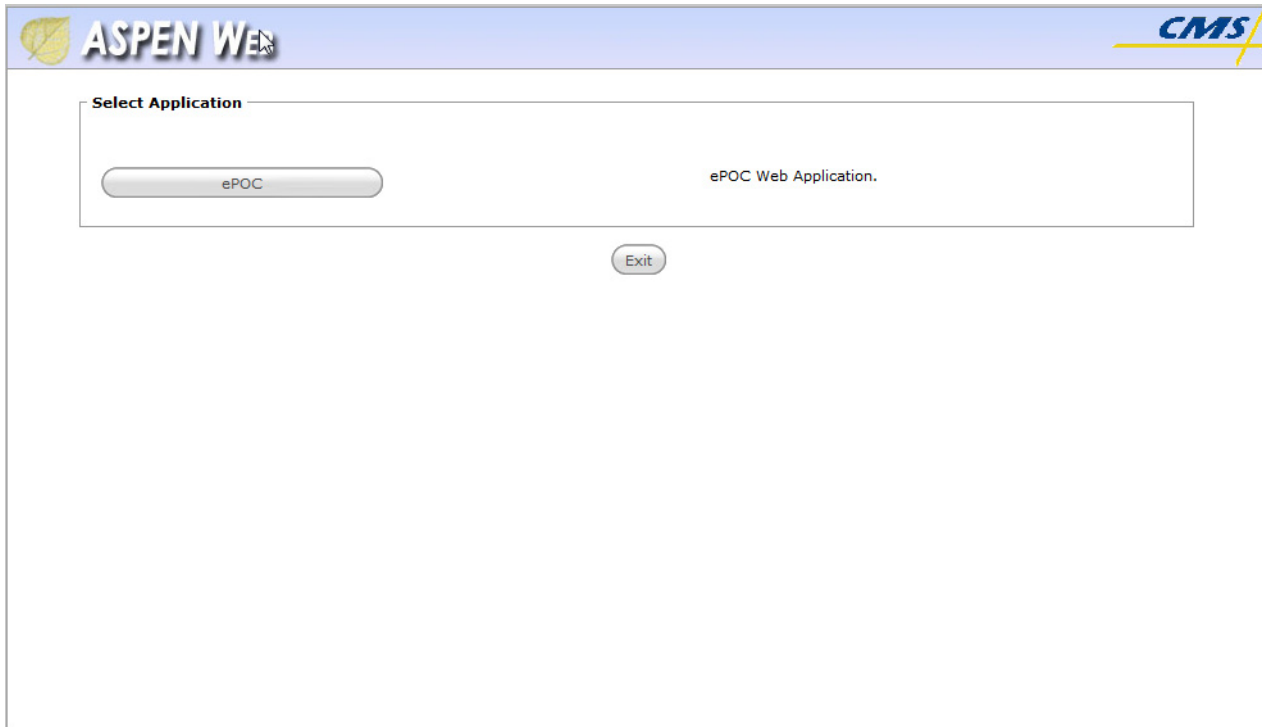 ASPEN WEB
CMS
Select Application
ePOC
ePOC Web Application.
Exit